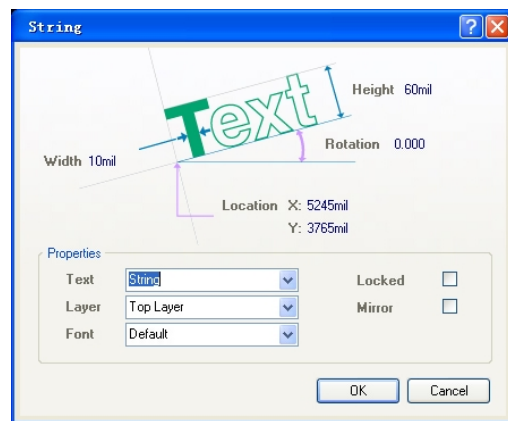 String
Text
Height 60mil
Rotation 0.000
Width 10mil
Location X: 5245mil
Y: 3765mil
Properties
Text String Locked
Layer Top Layer Mirror
Font Default
OK Cancel